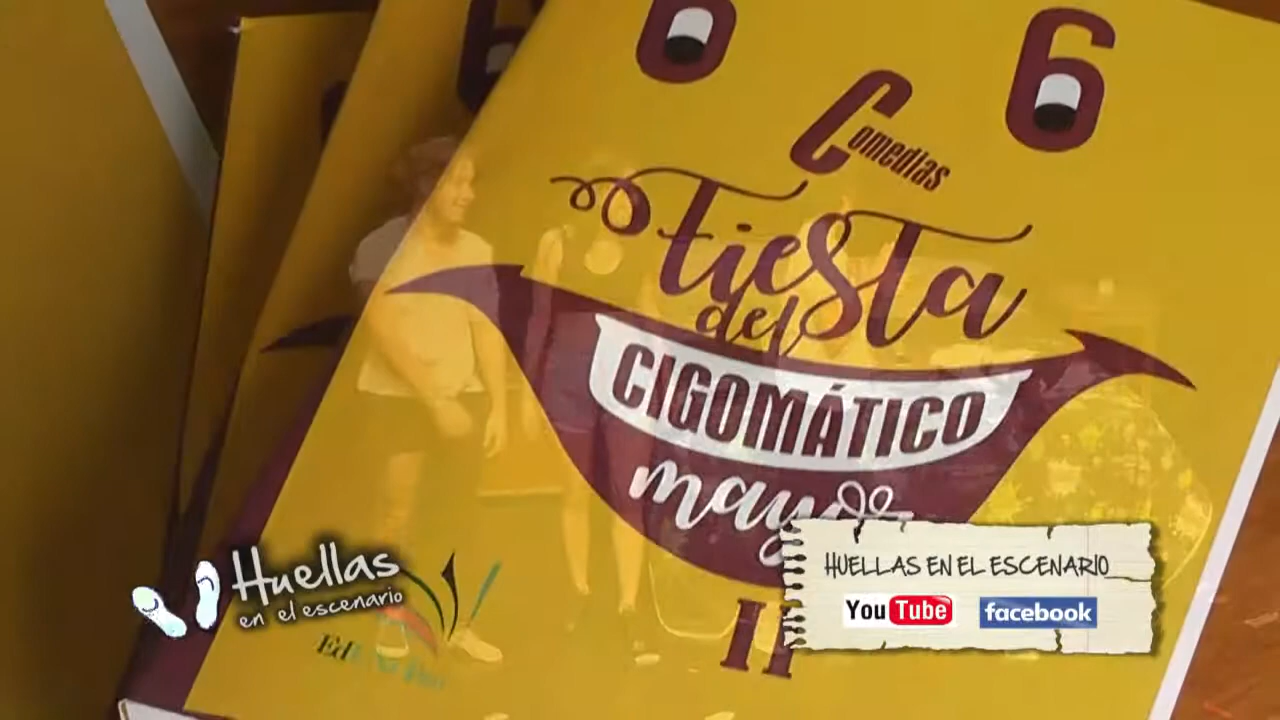 6 6
Comedias
Fiesta
del
CIGOMÁTICO
mayor
II
Huellas
en el escenario
HUELLAS EN EL ESCENARIO
YouTube facebook